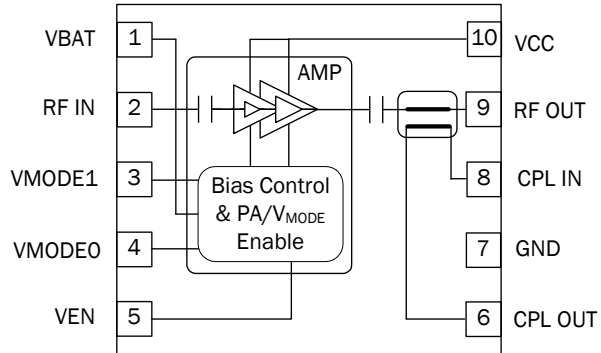 VBAT 1
10 VCC
AMP
RF IN 2
9 RF OUT
VMODE1 3
8 CPL IN
Bias Control
& PA/VMODE
Enable
VMODE0 4
7 GND
VEN 5
6 CPL OUT